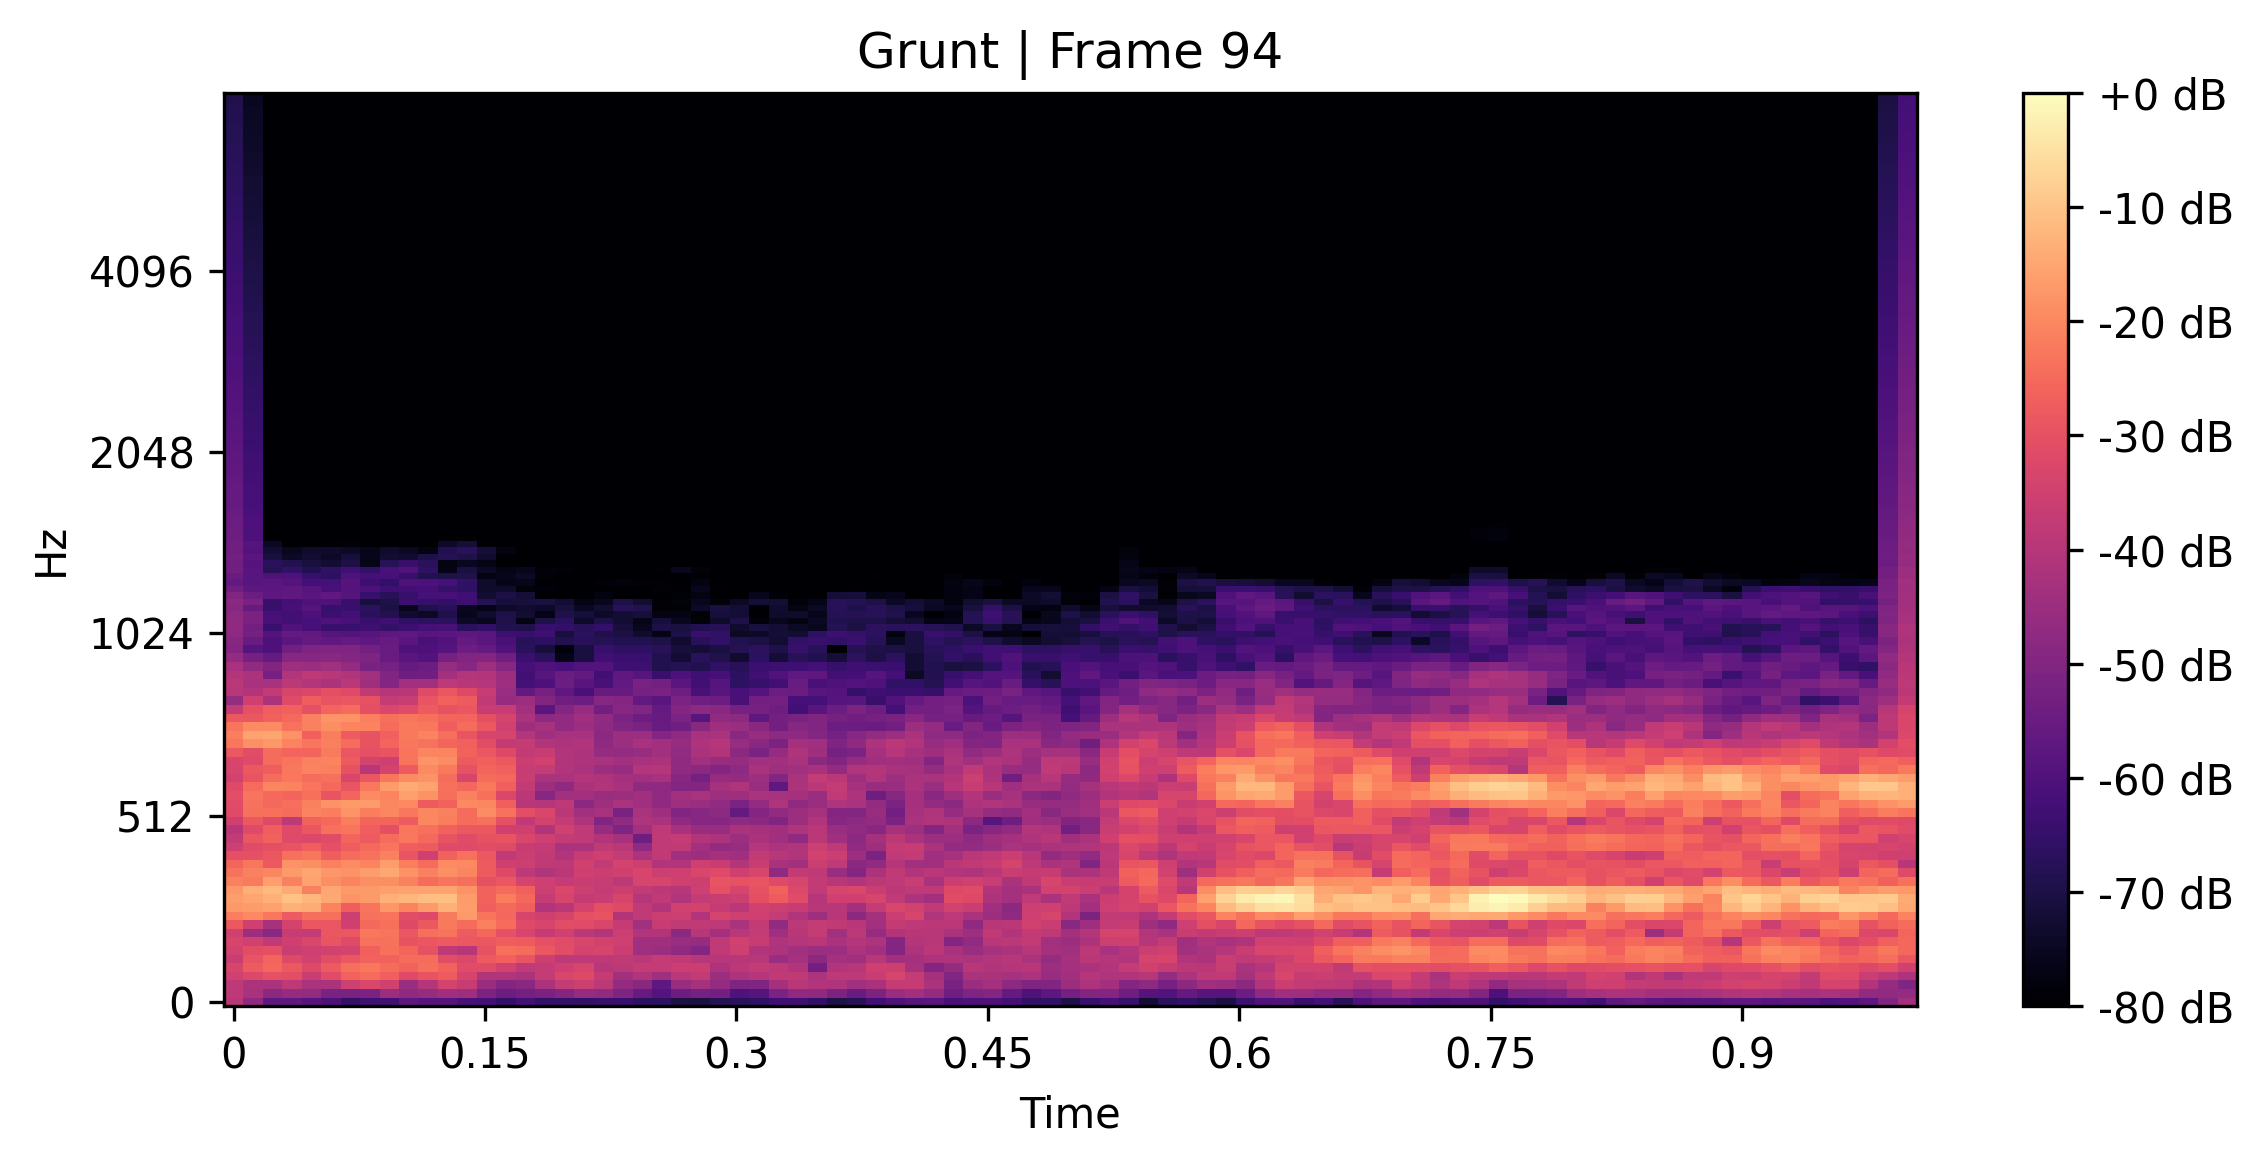 Grunt | Frame 94
+0 dB
-10 dB
-20 dB
-30 dB
-40 dB
-50 dB
-60 dB
-70 dB
-80 dB
Hz
4096
2048
1024
512
0
0 0.15 0.3 0.45 0.6 0.75 0.9
Time